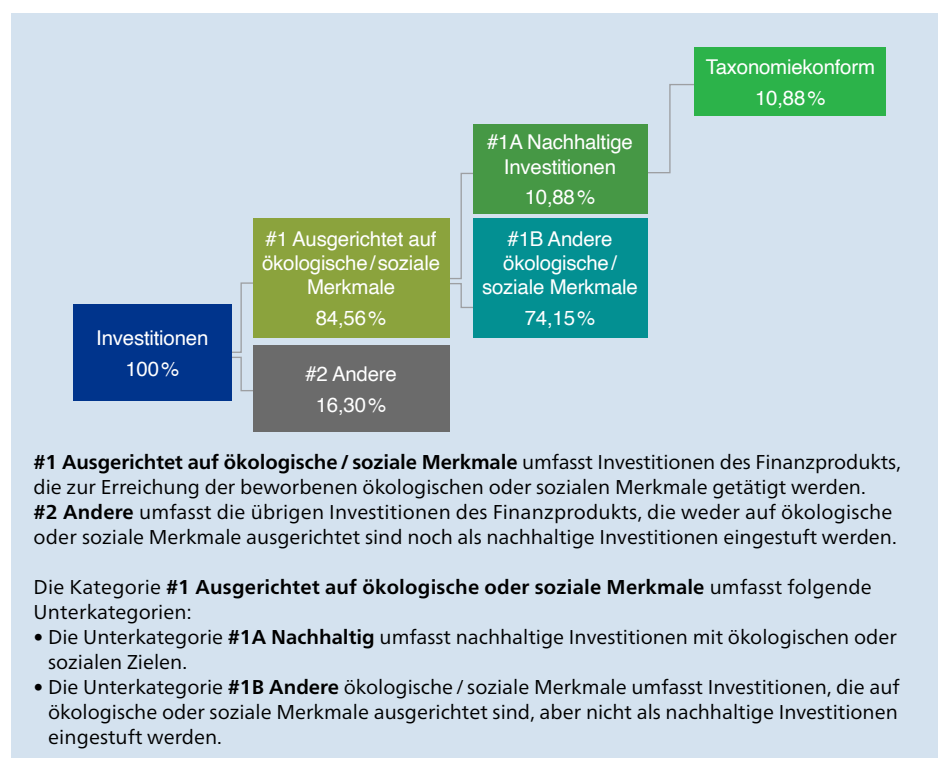 Taxonomiekonform
10,88 %
#1A Nachhaltige
Investitionen
10,88 %
#1 Ausgerichtet auf
ökologische / soziale
Merkmale
84,56 %
#1B Andere
ökologische /
soziale Merkmale
74,15 %
Investitionen
100 %
#2 Andere
16,30 %
#1 Ausgerichtet auf ökologische / soziale Merkmale umfasst Investitionen des Finanzprodukts,
die zur Erreichung der beworbenen ökologischen oder sozialen Merkmale getätigt werden.
#2 Andere umfasst die übrigen Investitionen des Finanzprodukts, die weder auf ökologische
oder soziale Merkmale ausgerichtet sind noch als nachhaltige Investitionen eingestuft werden.
Die Kategorie #1 Ausgerichtet auf ökologische oder soziale Merkmale umfasst folgende
Unterkategorien:
• Die Unterkategorie #1A Nachhaltig umfasst nachhaltige Investitionen mit ökologischen oder
sozialen Zielen.
• Die Unterkategorie #1B Andere ökologische / soziale Merkmale umfasst Investitionen, die auf
ökologische oder soziale Merkmale ausgerichtet sind, aber nicht als nachhaltige Investitionen
eingestuft werden.